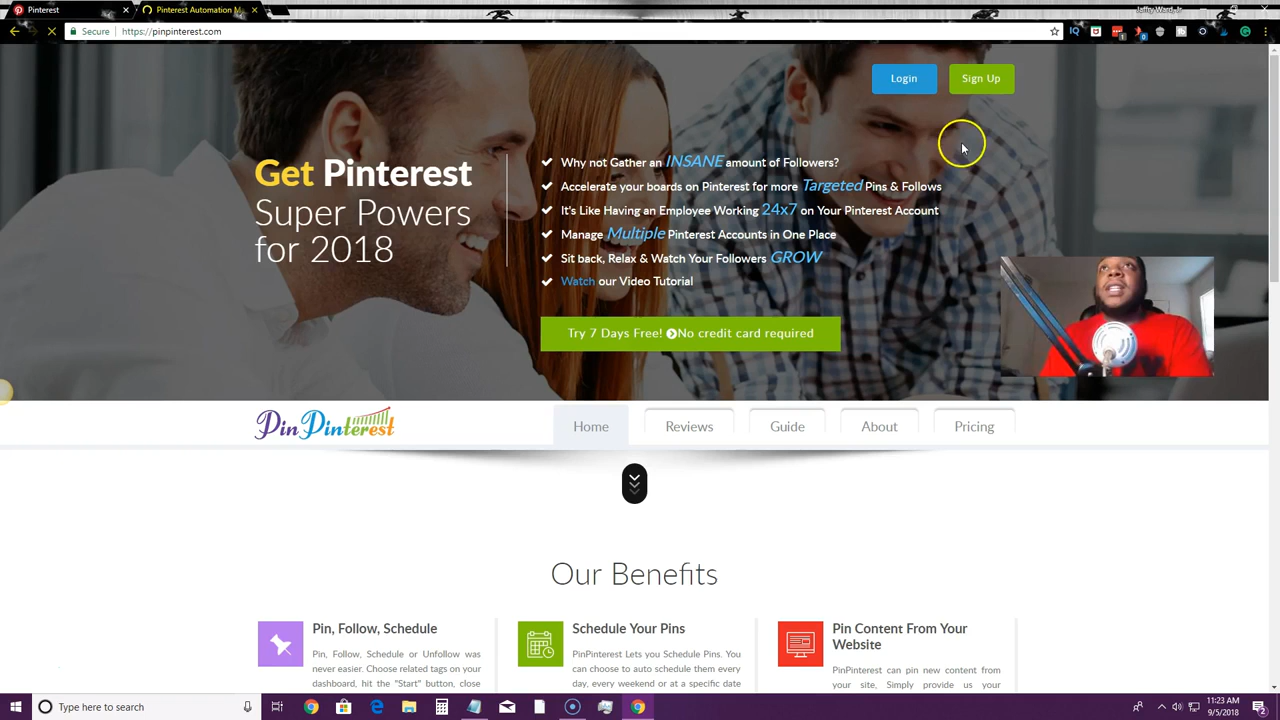 Pinterest
Pinterest Automation M
Secure
https://pinpinterest.com
Login
Sign Up
Get Pinterest
Super Powers
for 2018
Why not Gather an INSANE amount of Followers?
Accelerate your boards on Pinterest for more Targeted Pins & Follows
It's Like Having an Employee Working 24x7 on Your Pinterest Account
Manage Multiple Pinterest Accounts in One Place
Sit back, Relax & Watch Your Followers GROW
Watch our Video Tutorial
Try 7 Days Free! No credit card required
PinPinterest
Home
Reviews
Guide
About
Pricing
Our Benefits
Pin, Follow, Schedule
Pin, Follow, Schedule or Unfollow was
never easier. Choose related tags on your
dashboard, hit the "Start" button, close
Schedule Your Pins
PinPinterest Lets you Schedule Pins. You
can choose to auto schedule them every
day, every weekend or at a specific date
Pin Content From Your
Website
PinPinterest can pin new content from
your site, Simply provide us your
Type here to search
11:23 AM
9/5/2018